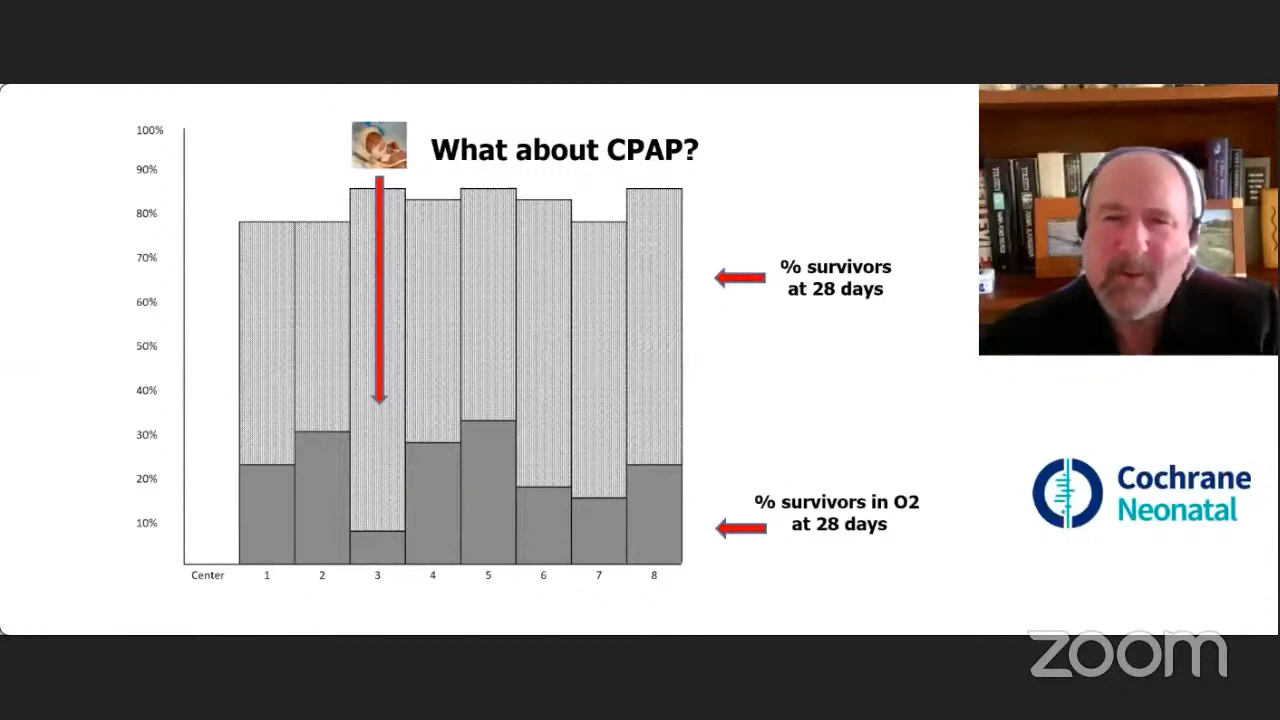 What about CPAP?
100%
90%
80%
70%
60%
50%
40%
30%
20%
10%
% survivors
at 28 days
% survivors in O2
at 28 days
Center 1 2 3 4 5 6 7 8
Cochrane
Neonatal
zoom